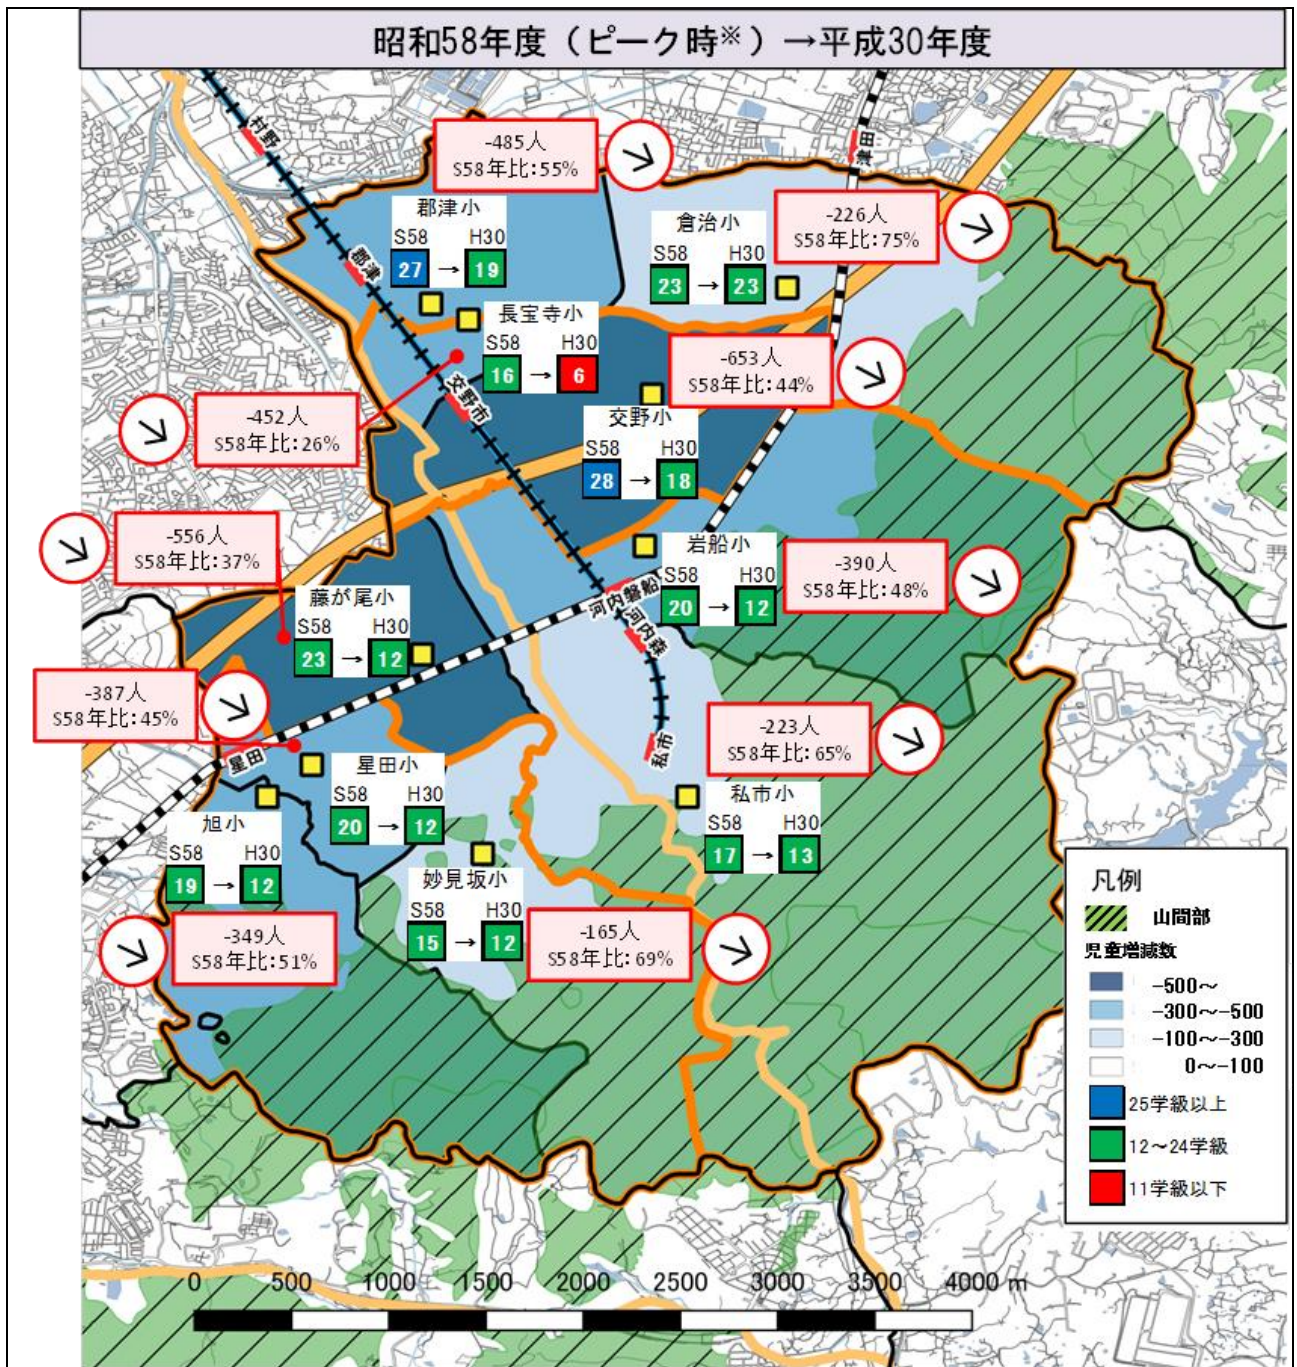 昭和58年度（ピーク時※）→平成30年度
村野
津田
-485人
S58年比:55%
郡津小
S58 H30
27 → 19
倉治小
S58 H30
23 → 23
-226人
S58年比:75%
郡津
長宝寺小
S58 H30
16 → 6
-653人
S58年比:44%
交野市
-452人
S58年比:26%
交野小
S58 H30
28 → 18
-556人
S58年比:37%
岩船小
S58 H30
20 → 12
-390人
S58年比:48%
河内磐船
河内森
藤が尾小
S58 H30
23 → 12
-387人
S58年比:45%
星田
私市
-223人
S58年比:65%
星田小
S58 H30
20 → 12
私市小
S58 H30
17 → 13
旭小
S58 H30
19 → 12
妙見坂小
S58 H30
15 → 12
-349人
S58年比:51%
-165人
S58年比:69%
凡例
山間部
児童増減数
-500～
-300～-500
-100～-300
0～-100
25学級以上
12～24学級
11学級以下
0 500 1000 1500 2000 2500 3000 3500 4000 m